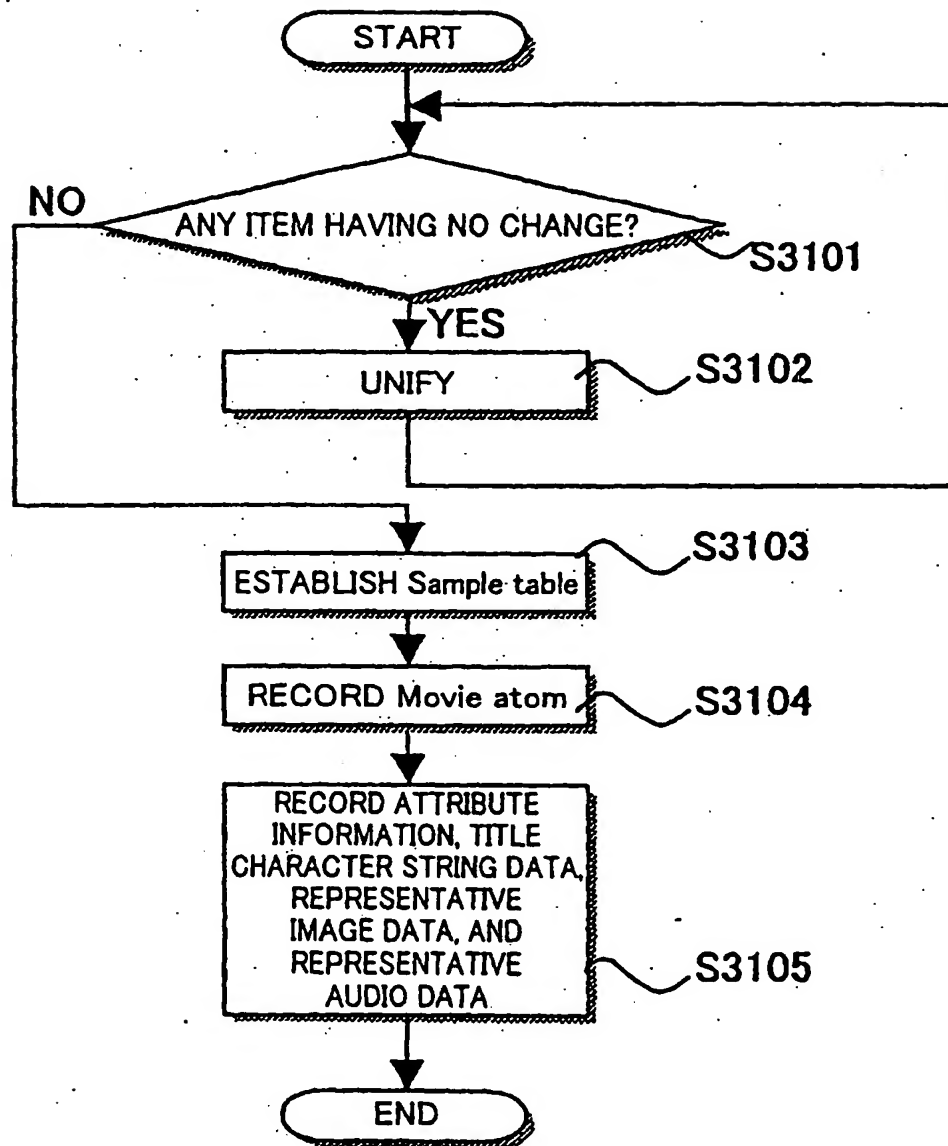 START
NO
ANY ITEM HAVING NO CHANGE?
S3101
YES
UNIFY
S3102
S3103
ESTABLISH Sample table
RECORD Movie atom
S3104
RECORD ATTRIBUTE
INFORMATION, TITLE
CHARACTER STRING DATA,
REPRESENTATIVE
IMAGE DATA, AND
REPRESENTATIVE
AUDIO DATA
S3105
END